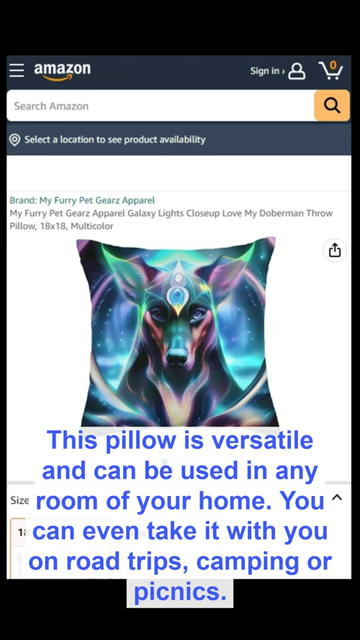 amazon
Sign in ›
0
Search Amazon
Select a location to see product availability
Brand: My Furry Pet Gearz Apparel
My Furry Pet Gearz Apparel Galaxy Lights Closeup Love My Doberman Throw
Pillow, 18x18, Multicolor
This pillow is versatile
and can be used in any
Size
room of your home. You
18
can even take it with you
on road trips, camping or
picnics.